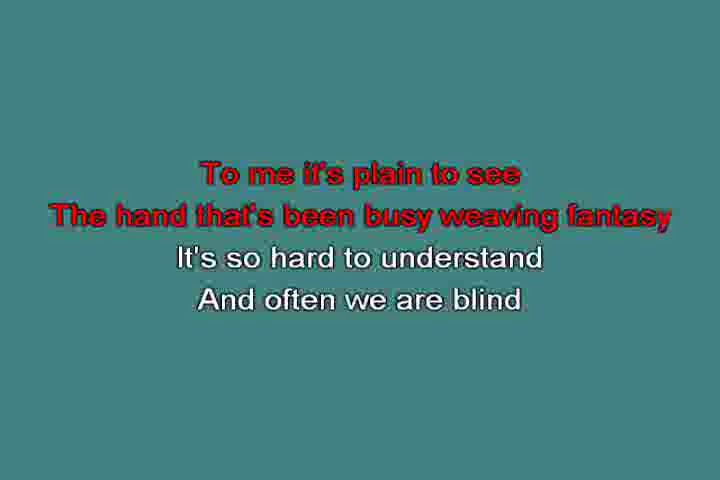 To me it's plain to see
The hand that's been busy weaving fantasy
It's so hard to understand
And often we are blind